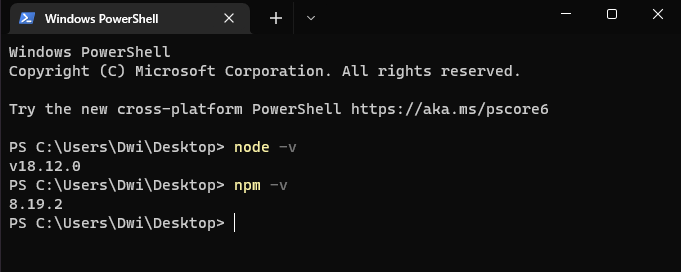 Windows PowerShell
Windows PowerShell
Copyright (C) Microsoft Corporation. All rights reserved.
Try the new cross-platform PowerShell https://aka.ms/pscore6
PS C:\Users\Dwi\Desktop> node -v
v18.12.0
PS C:\Users\Dwi\Desktop> npm -v
8.19.2
PS C:\Users\Dwi\Desktop>